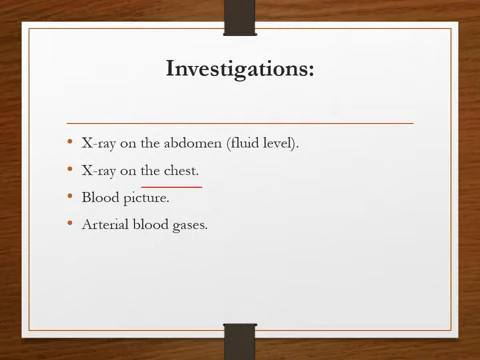 Investigations:
• X-ray on the abdomen (fluid level).
• X-ray on the chest.
• Blood picture.
• Arterial blood gases.